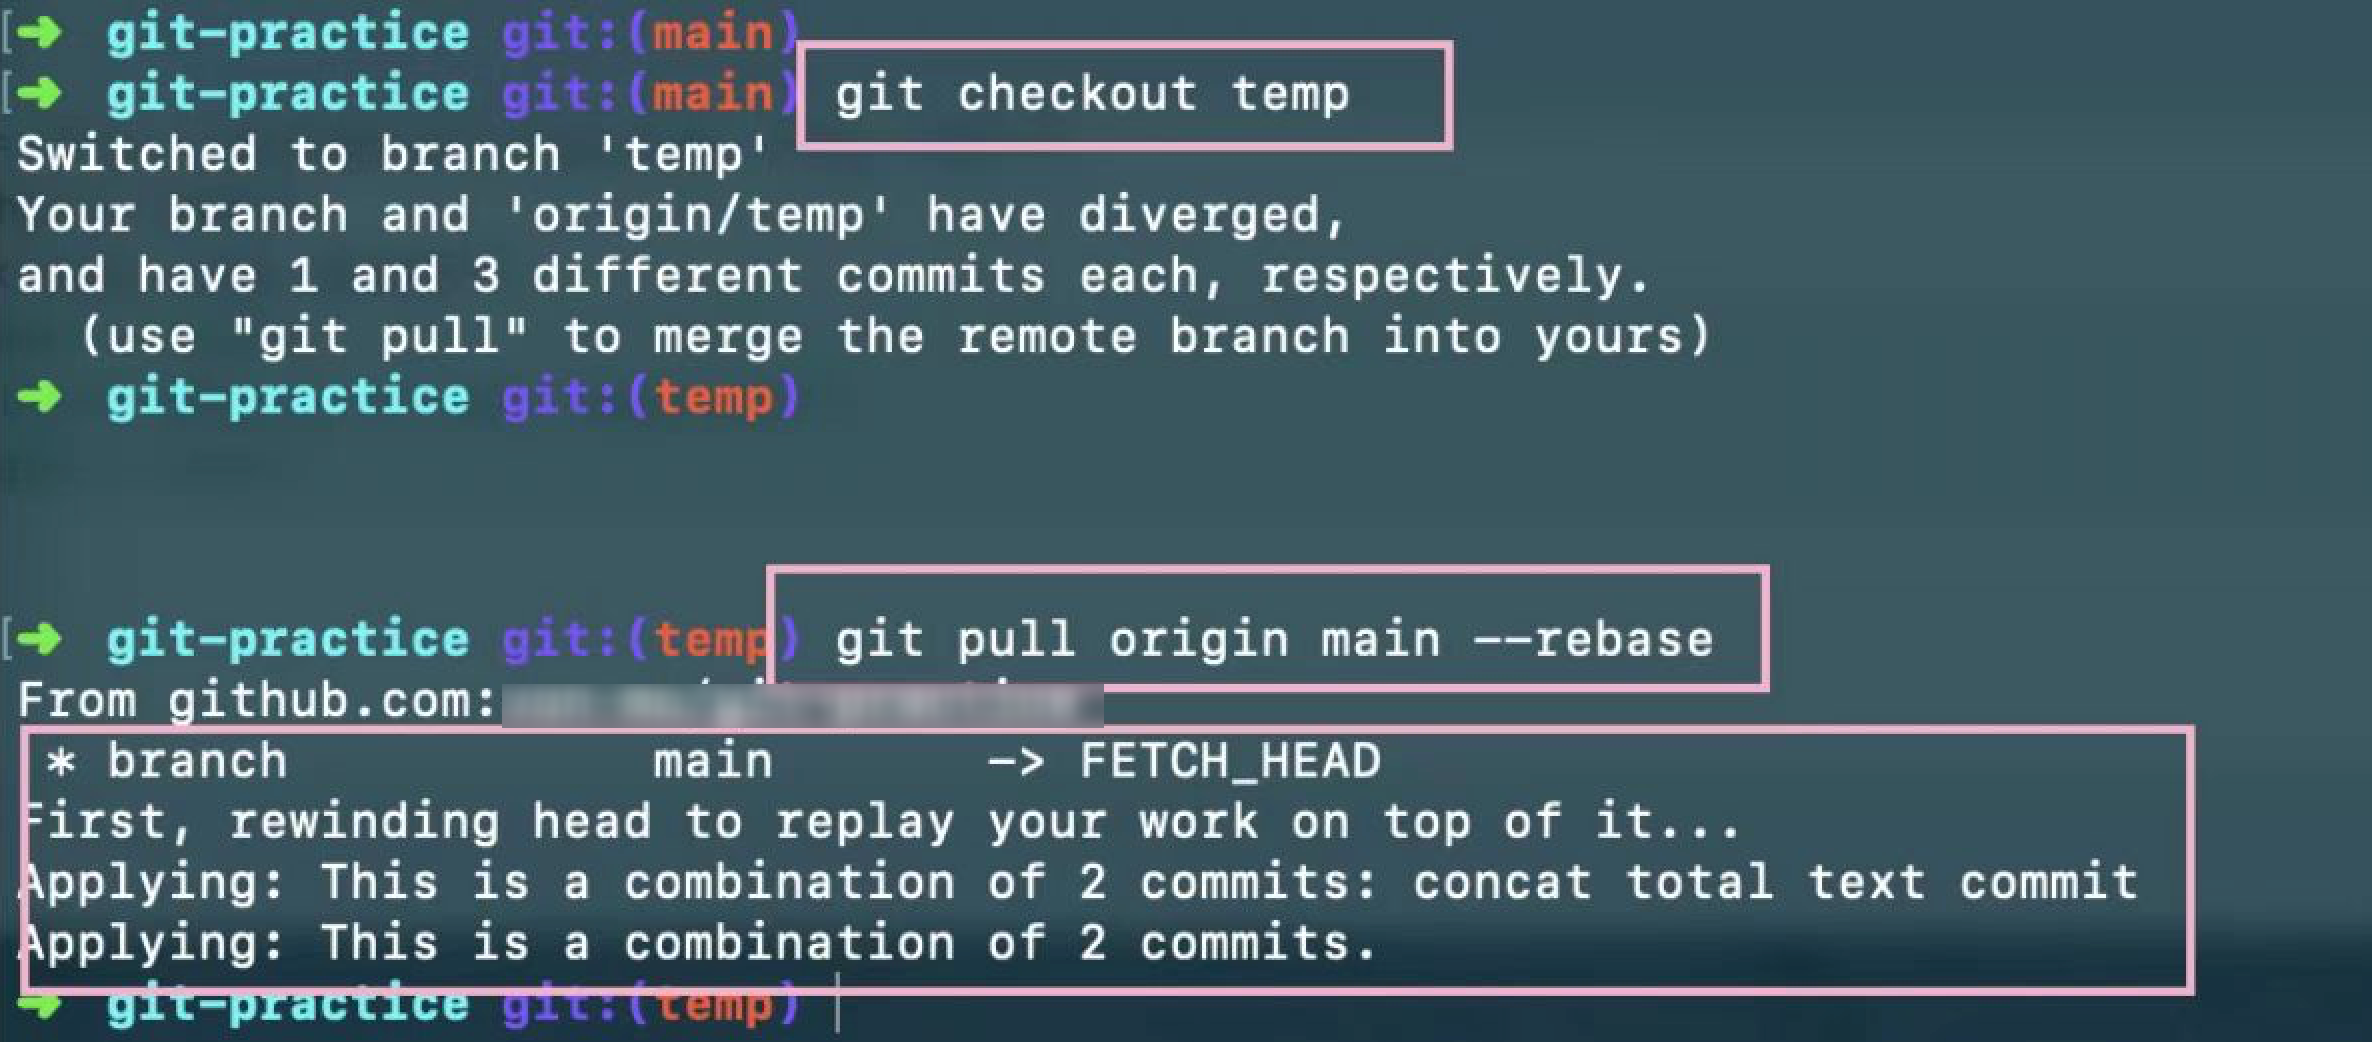 [➜ git-practice git:(main)
[➜ git-practice git:(main) git checkout temp
Switched to branch 'temp'
Your branch and 'origin/temp' have diverged,
and have 1 and 3 different commits each, respectively.
  (use "git pull" to merge the remote branch into yours)
➜ git-practice git:(temp)
[➜ git-practice git:(temp) git pull origin main --rebase
From github.com:
 * branch            main       -> FETCH_HEAD
First, rewinding head to replay your work on top of it...
Applying: This is a combination of 2 commits: concat total text commit
Applying: This is a combination of 2 commits.
➜ git-practice git:(temp)